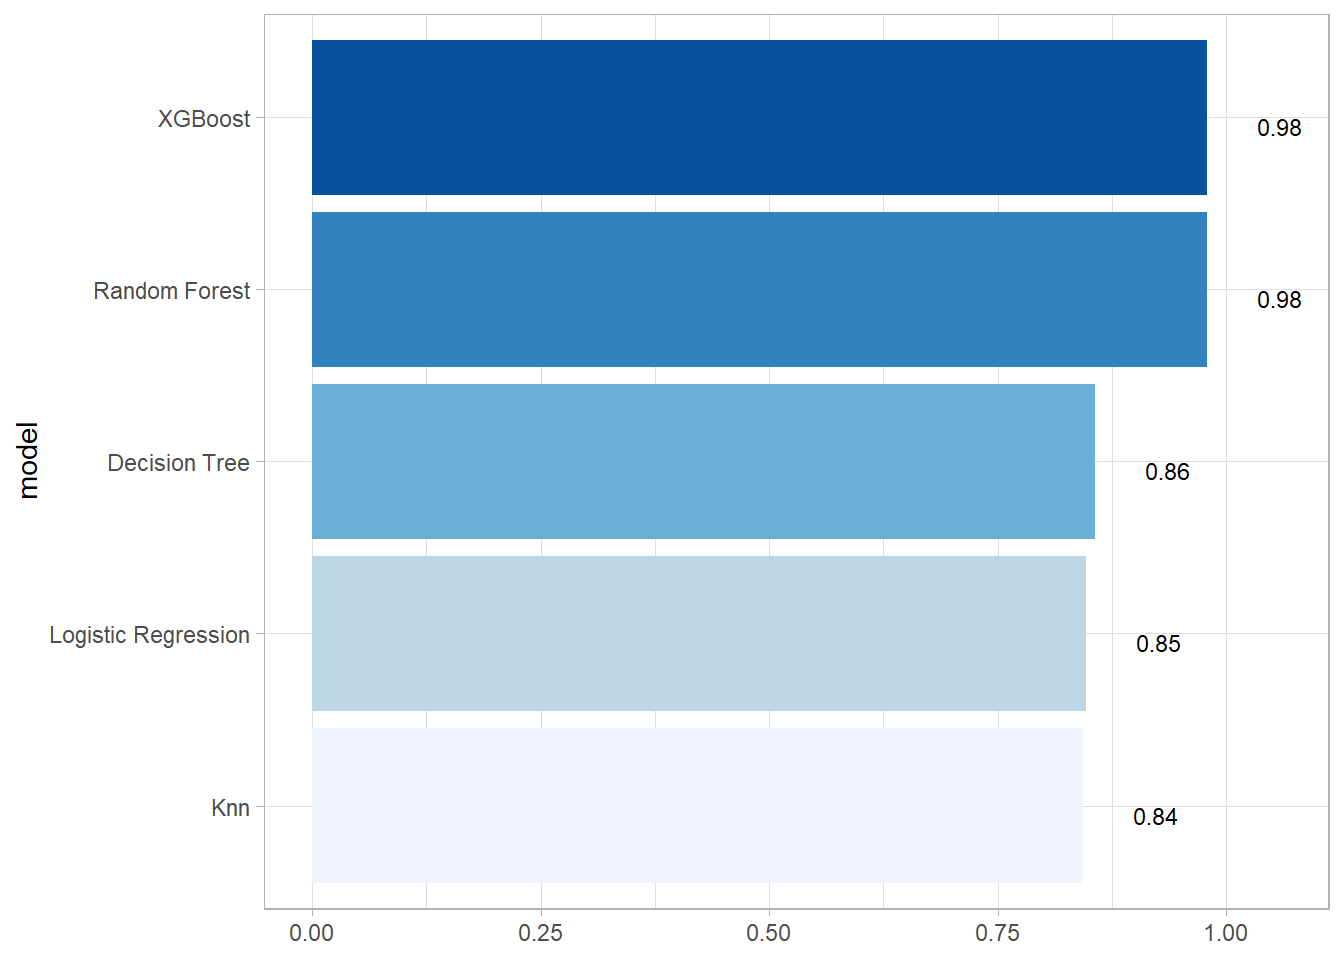 XGBoost
0.98
Random Forest
0.98
model
Decision Tree
0.86
Logistic Regression
0.85
Knn
0.84
0.00 0.25 0.50 0.75 1.00